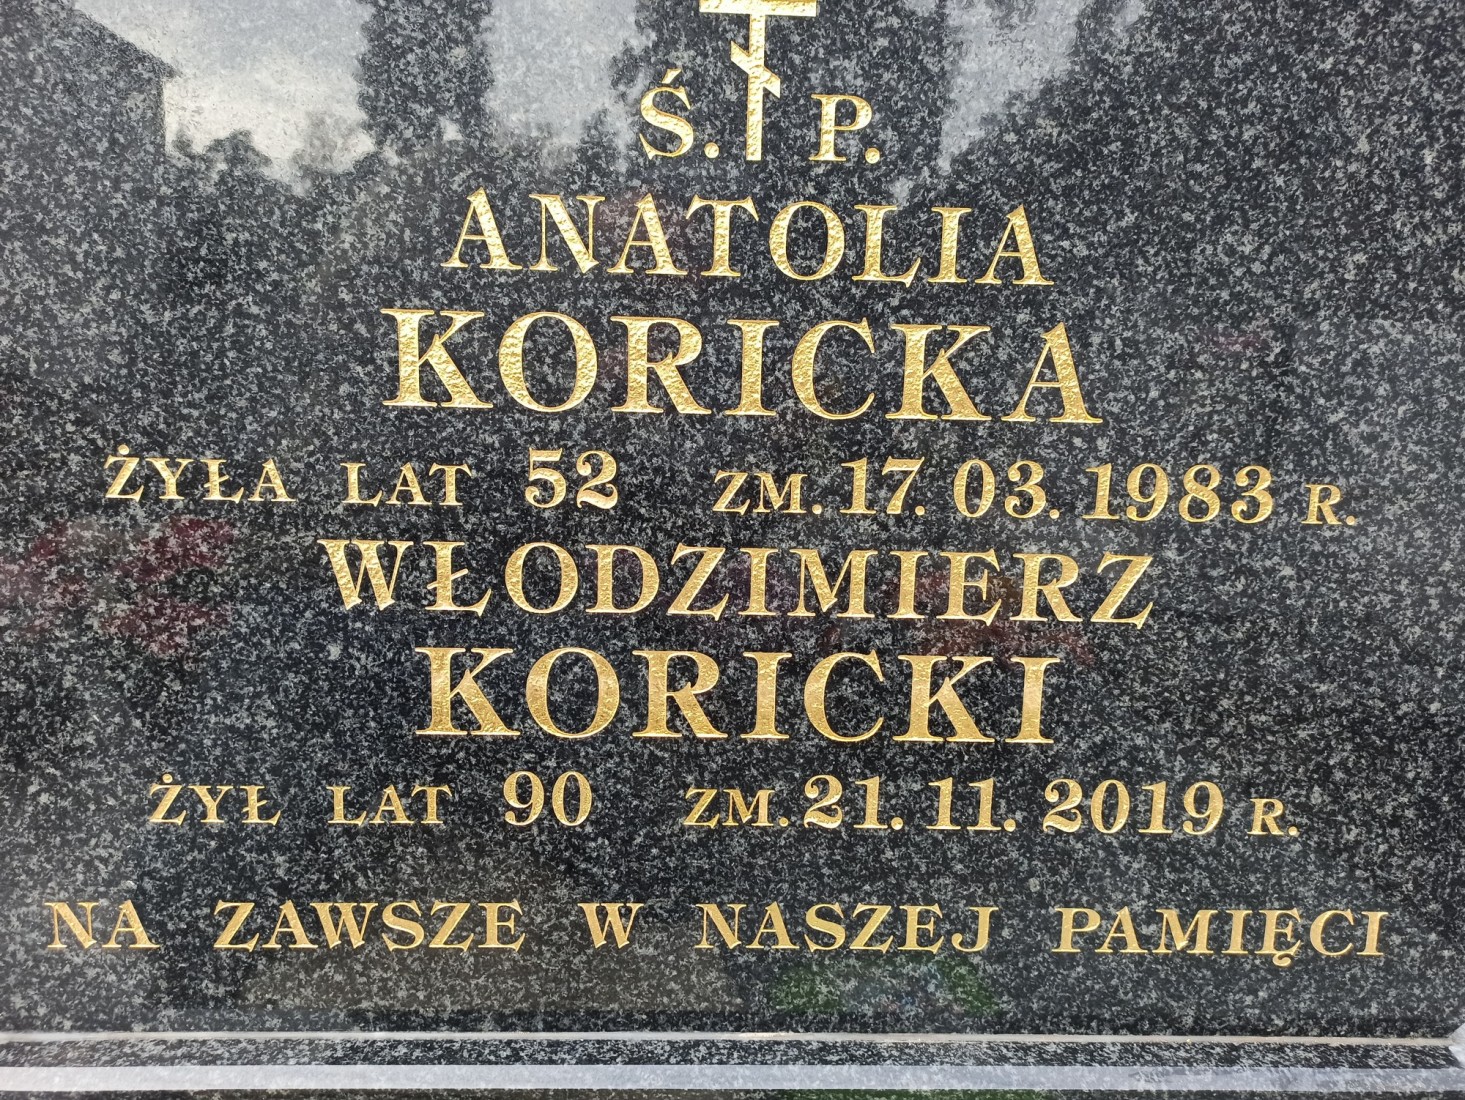 Ś. P.
ANATOLIA
KORICKA
ŻYŁA LAT 52 ZM. 17. 03. 1983 R.
WŁODZIMIERZ
KORICKI
ŻYŁ LAT 90 ZM. 21. 11. 2019 R.
NA ZAWSZE W NASZEJ PAMIĘCI